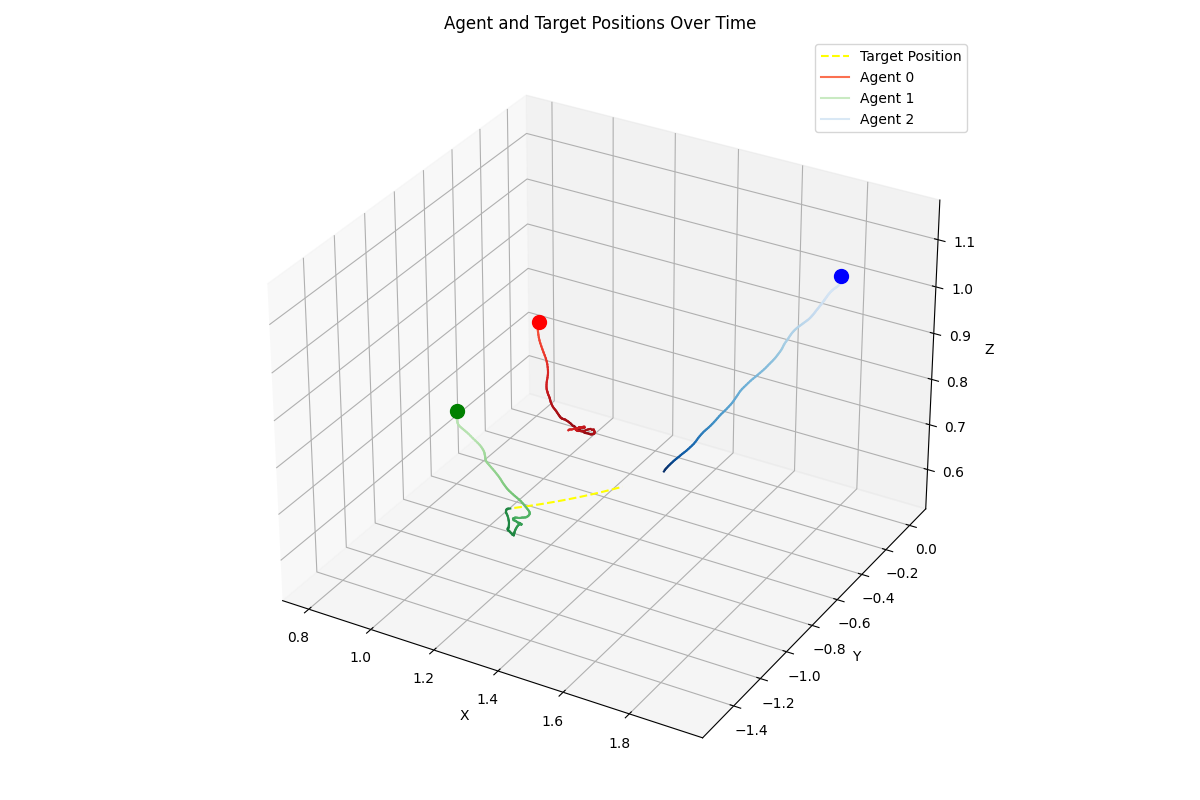 Agent and Target Positions Over Time
Target Position
Agent 0
Agent 1
Agent 2
1.1
1.0
0.9
0.8
0.7
0.6
Z
0.0
−0.2
−0.4
−0.6
−0.8
−1.0
−1.2
−1.4
Y
0.8
1.0
1.2
1.4
1.6
1.8
X